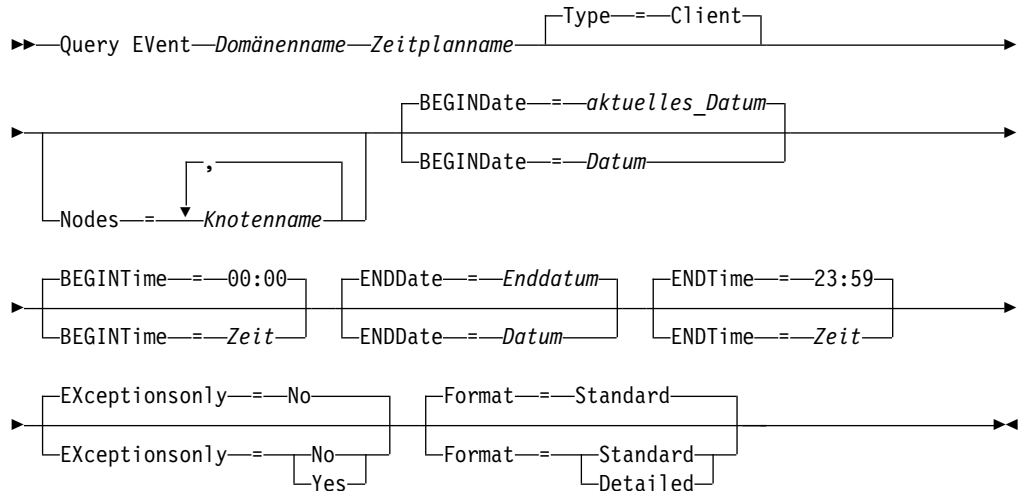 Type = Client
Query EVent Domänenname Zeitplanname
BEGINDate = aktuelles_Datum
BEGINDate = Datum
,
Nodes = Knotenname
BEGINTime = 00:00 ENDDate = Enddatum ENDTime = 23:59
BEGINTime = Zeit ENDDate = Datum ENDTime = Zeit
EXceptionsonly = No Format = Standard
EXceptionsonly = No Format = Standard
Yes Detailed